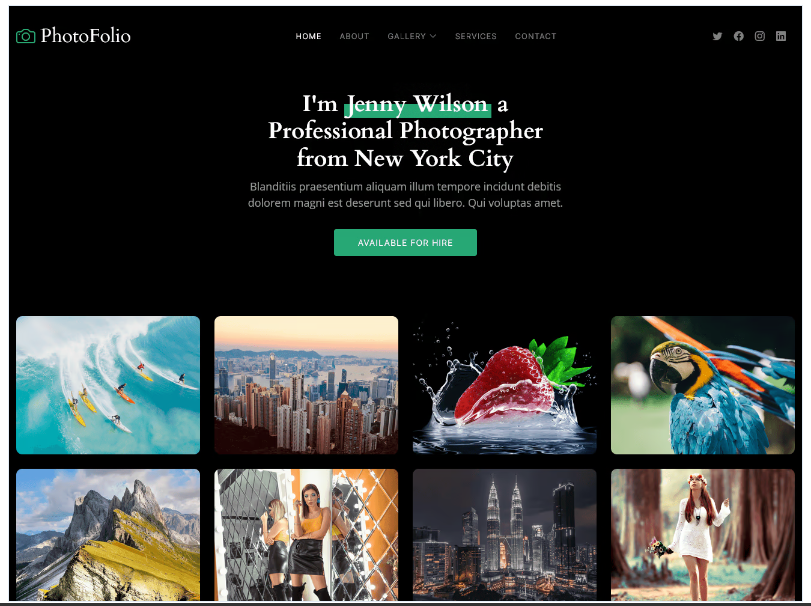 PhotoFolio
HOME ABOUT GALLERY SERVICES CONTACT
I'm Jenny Wilson a
Professional Photographer
from New York City
Blanditiis praesentium aliquam illum tempore incidunt debitis
dolorem magni est deserunt sed qui libero. Qui voluptas amet.
AVAILABLE FOR HIRE